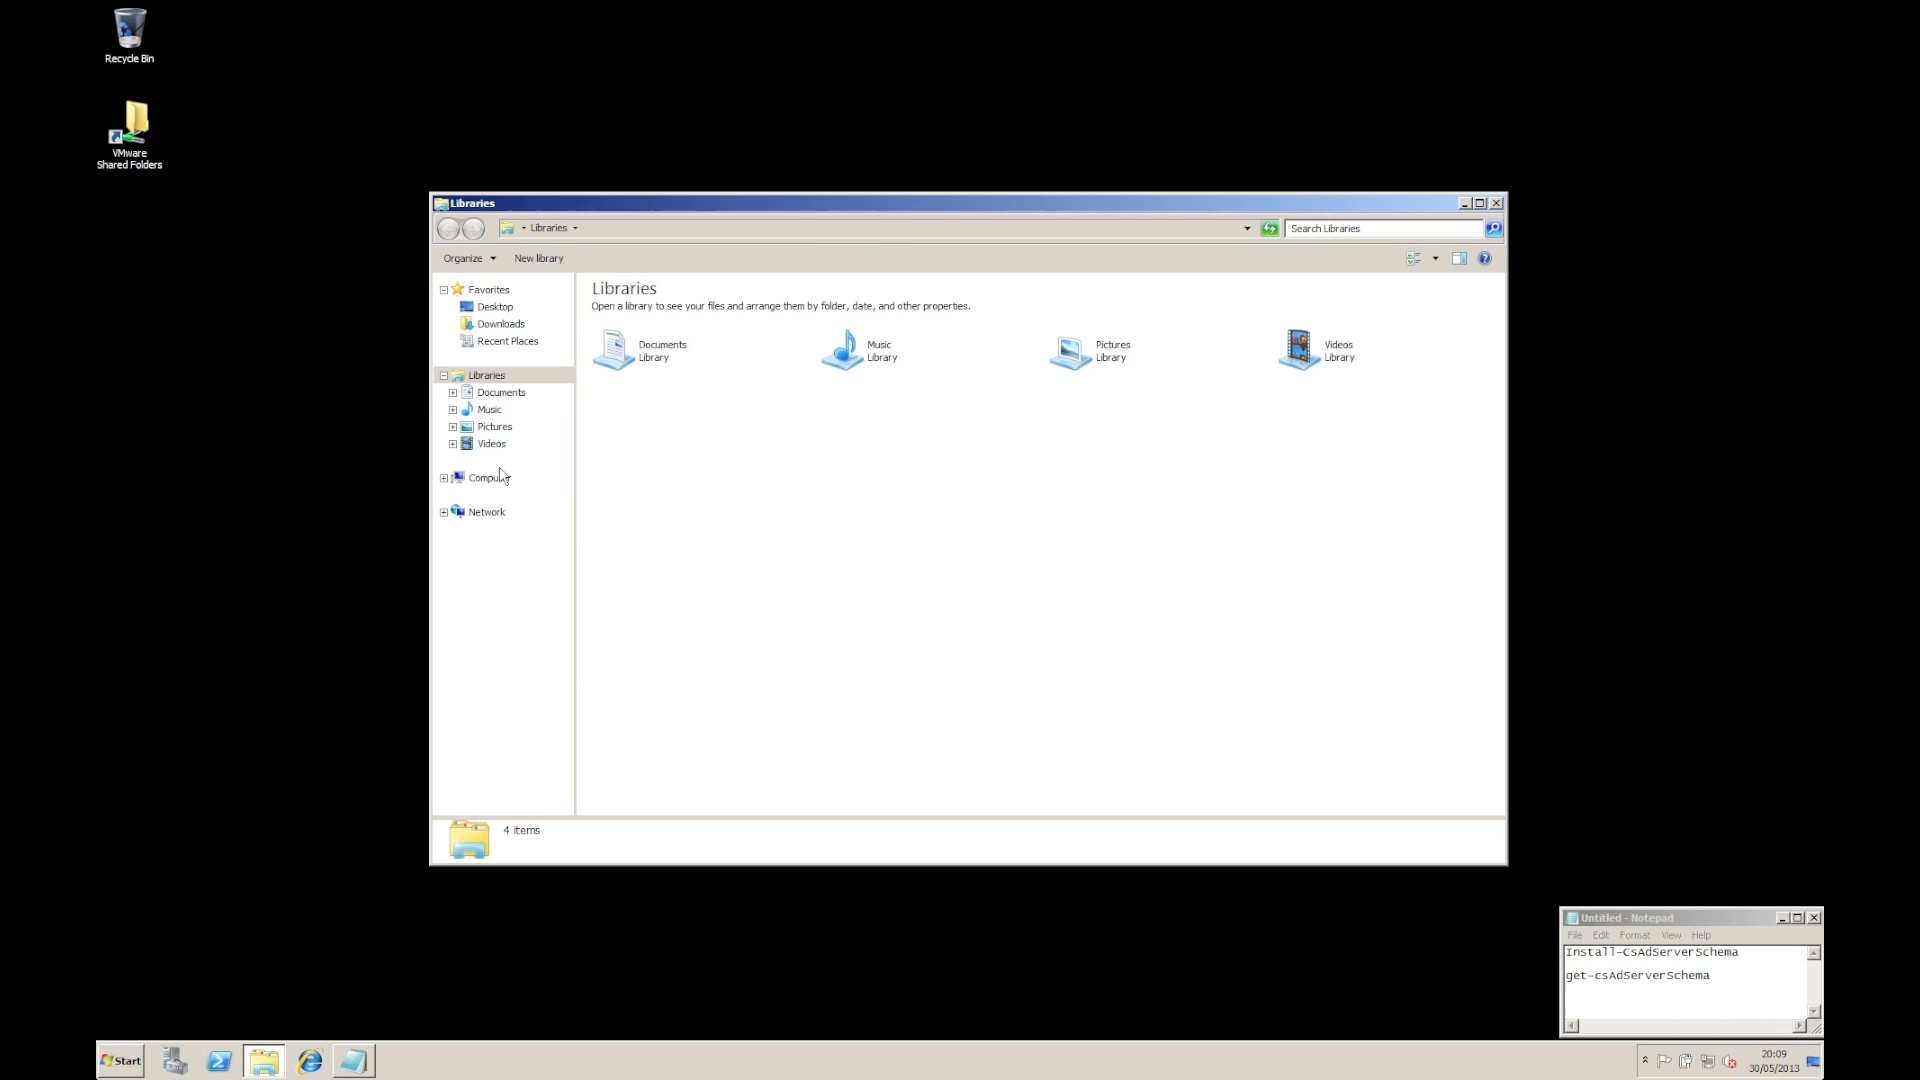 Recycle Bin
VMware
Shared Folders
Libraries
Libraries
Search Libraries
Organize
New library
Favorites
Desktop
Downloads
Recent Places
Libraries
Documents
Music
Pictures
Videos
Network
Libraries
Open a library to see your files and arrange them by folder, date, and other properties.
Documents
Library
Music
Library
Pictures
Library
Videos
Library
4 items
Untitled - Notepad
File Edit Format View Help
Install-CsAdServerSchema
get-csAdServerSchema
Start
20:09
30/05/2013